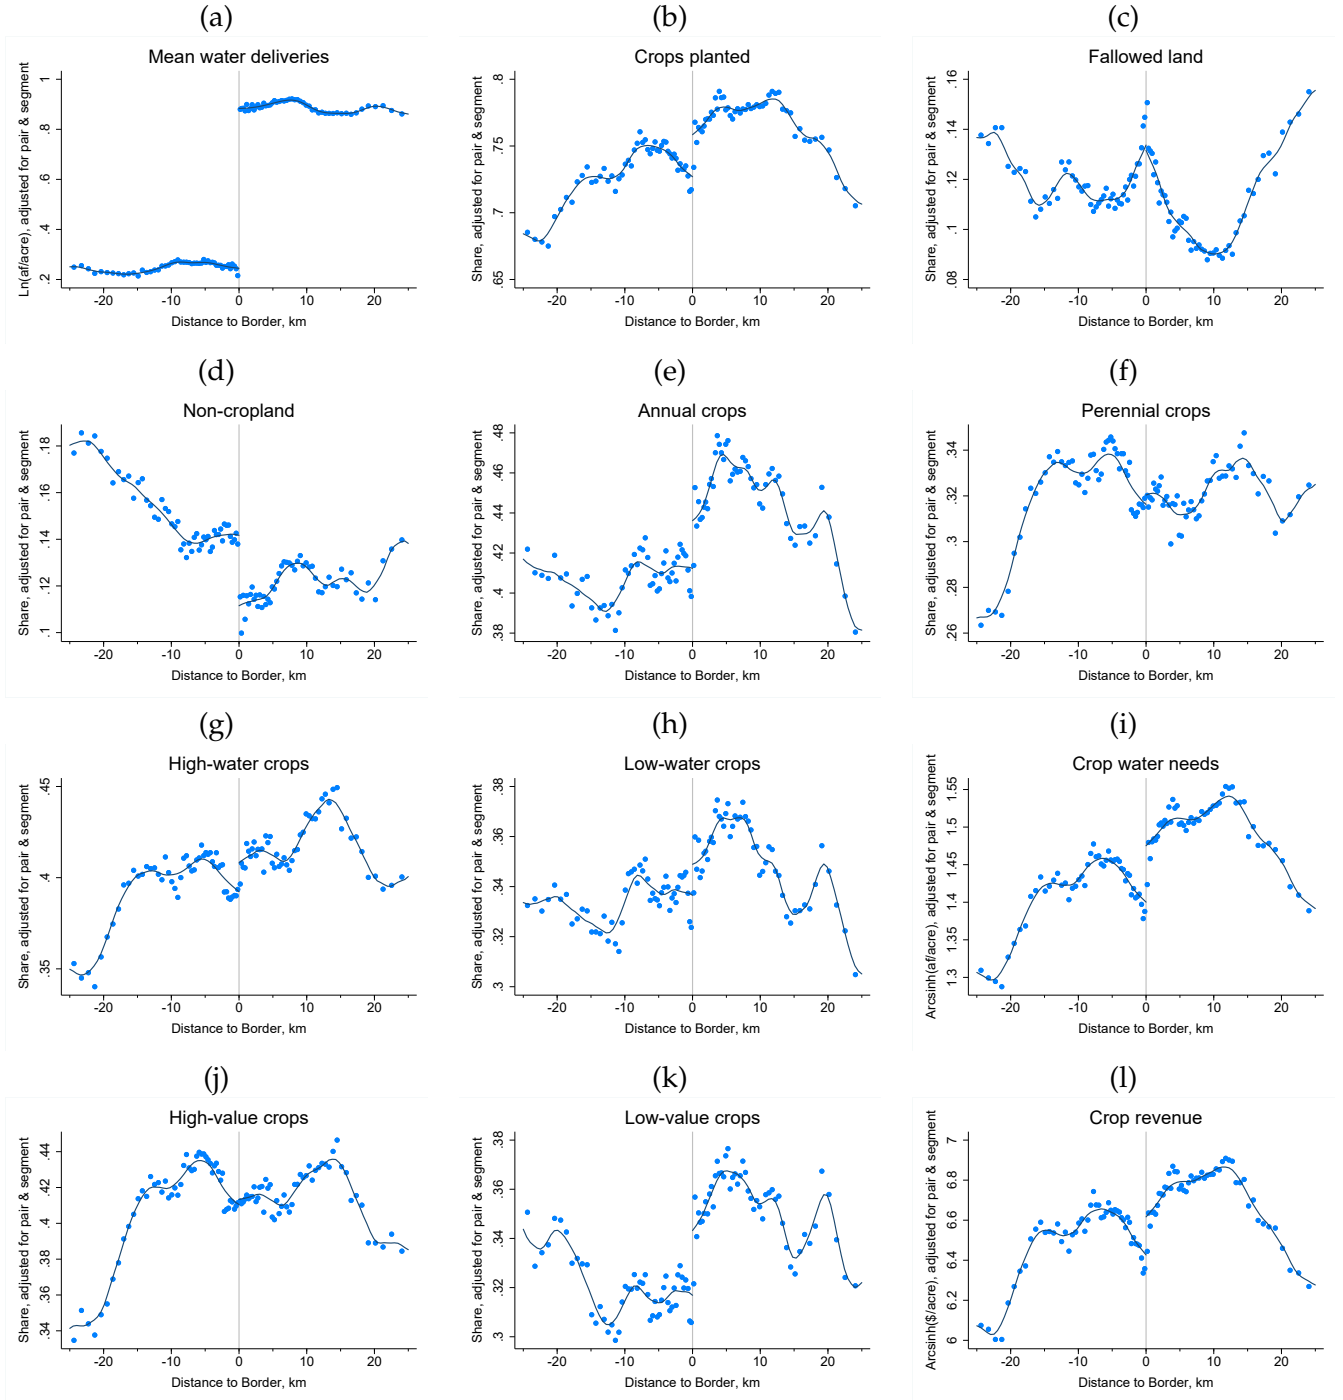 (a)
Mean water deliveries
Ln(af/acre), adjusted for pair & segment
1
.8
.6
.4
.2
-20 -10 0 10 20
Distance to Border, km
(b)
Crops planted
Share, adjusted for pair & segment
.8
.75
.7
.65
-20 -10 0 10 20
Distance to Border, km
(c)
Fallowed land
Share, adjusted for pair & segment
.16
.14
.12
.1
.08
-20 -10 0 10 20
Distance to Border, km
(d)
Non-cropland
Share, adjusted for pair & segment
.18
.16
.14
.12
.1
-20 -10 0 10 20
Distance to Border, km
(e)
Annual crops
Share, adjusted for pair & segment
.48
.46
.44
.42
.4
.38
-20 -10 0 10 20
Distance to Border, km
(f)
Perennial crops
Share, adjusted for pair & segment
.34
.32
.3
.28
.26
-20 -10 0 10 20
Distance to Border, km
(g)
High-water crops
Share, adjusted for pair & segment
.45
.4
.35
-20 -10 0 10 20
Distance to Border, km
(h)
Low-water crops
Share, adjusted for pair & segment
.38
.36
.34
.32
.3
-20 -10 0 10 20
Distance to Border, km
(i)
Crop water needs
Arcsinh(af/acre), adjusted for pair & segment
1.55
1.5
1.45
1.4
1.35
1.3
-20 -10 0 10 20
Distance to Border, km
(j)
High-value crops
Share, adjusted for pair & segment
.44
.42
.4
.38
.36
.34
-20 -10 0 10 20
Distance to Border, km
(k)
Low-value crops
Share, adjusted for pair & segment
.38
.36
.34
.32
.3
-20 -10 0 10 20
Distance to Border, km
(l)
Crop revenue
Arcsinh($/acre), adjusted for pair & segment
7
6.8
6.6
6.4
6.2
6
-20 -10 0 10 20
Distance to Border, km